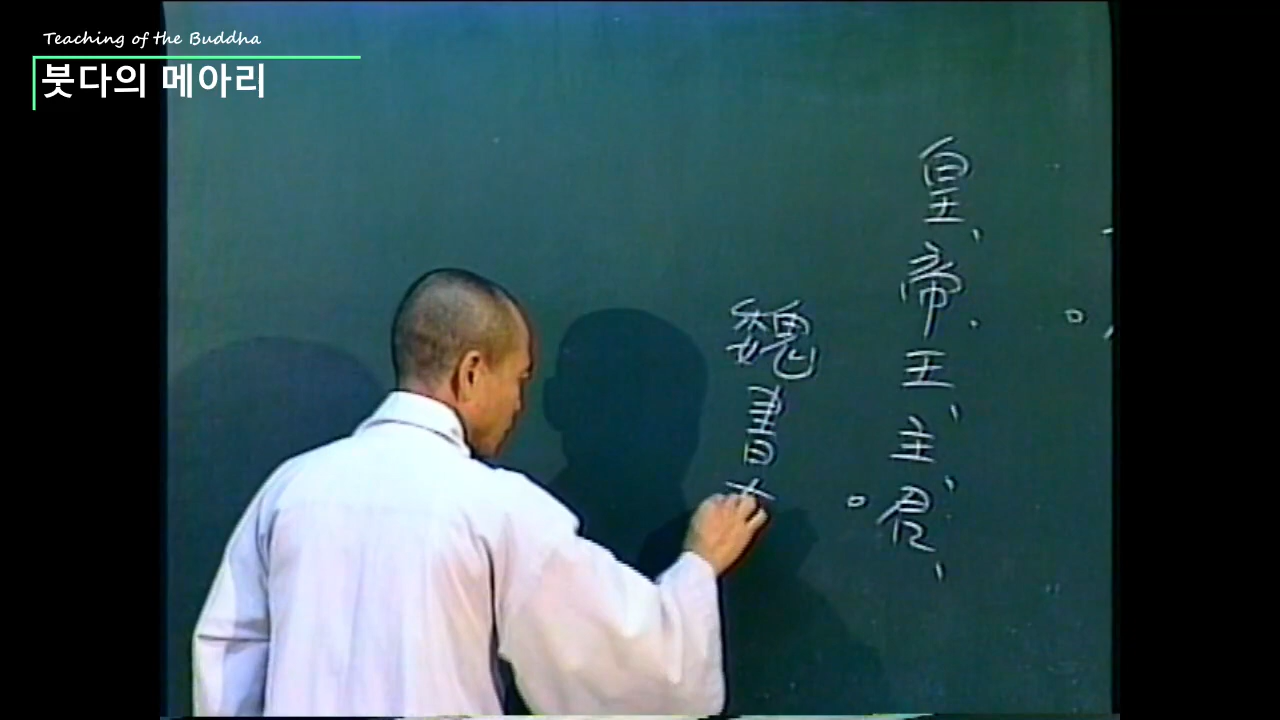 Teaching of the Buddha
붓다의 메아리
皇、帝、王、主、君、
魏書